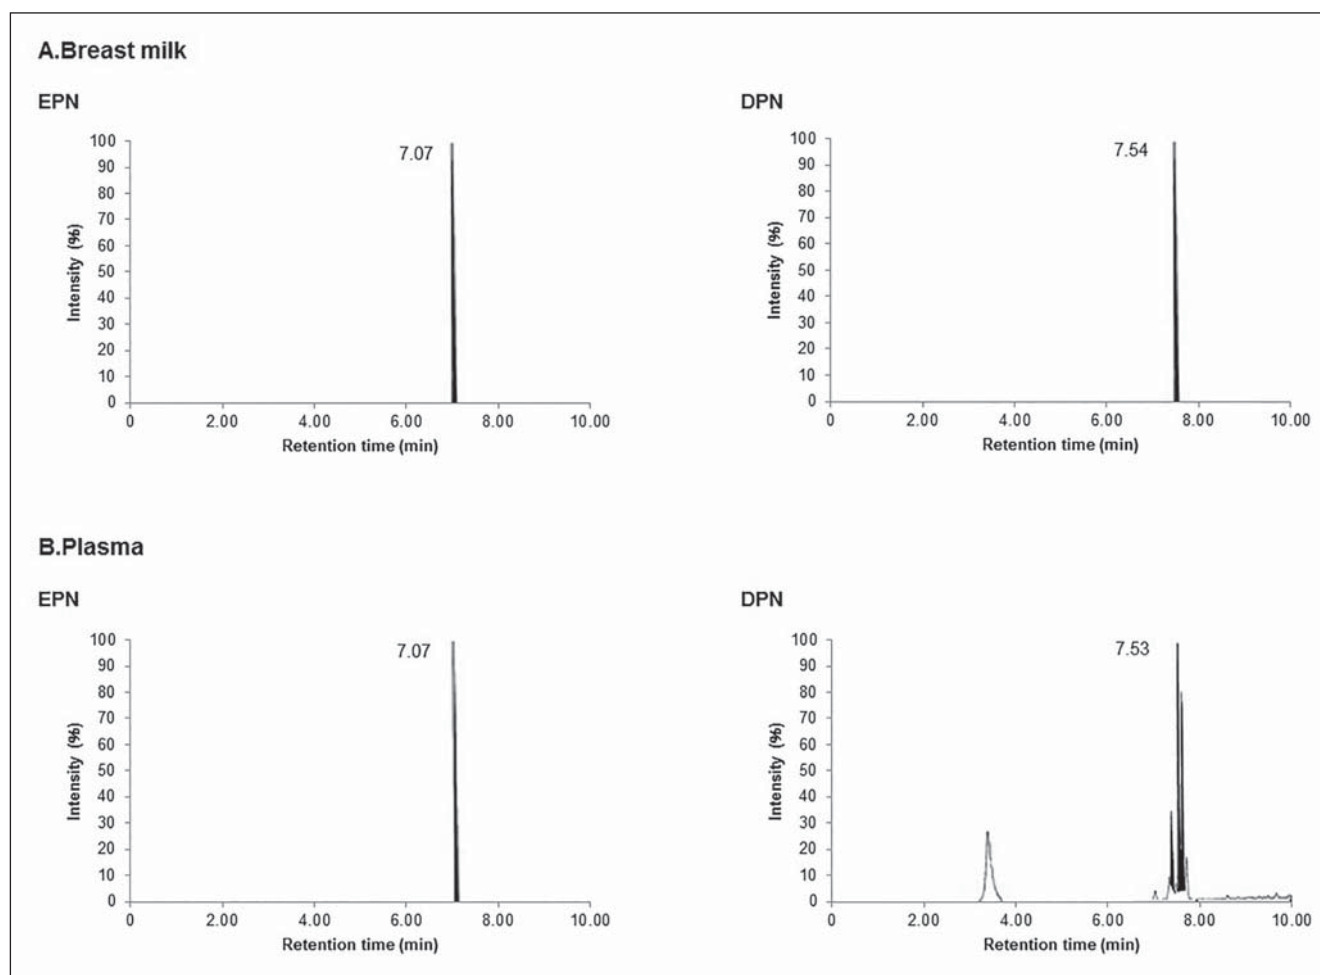 A.Breast milk
EPN
100
90
80
70
60
50
40
30
20
10
0
Intensity (%)
7.07
0 2.00 4.00 6.00 8.00 10.00
Retention time (min)
DPN
100
90
80
70
60
50
40
30
20
10
0
Intensity (%)
7.54
0 2.00 4.00 6.00 8.00 10.00
Retention time (min)
B.Plasma
EPN
100
90
80
70
60
50
40
30
20
10
0
Intensity (%)
7.07
0 2.00 4.00 6.00 8.00 10.00
Retention time (min)
DPN
100
90
80
70
60
50
40
30
20
10
0
Intensity (%)
7.53
0 2.00 4.00 6.00 8.00 10.00
Retention time (min)